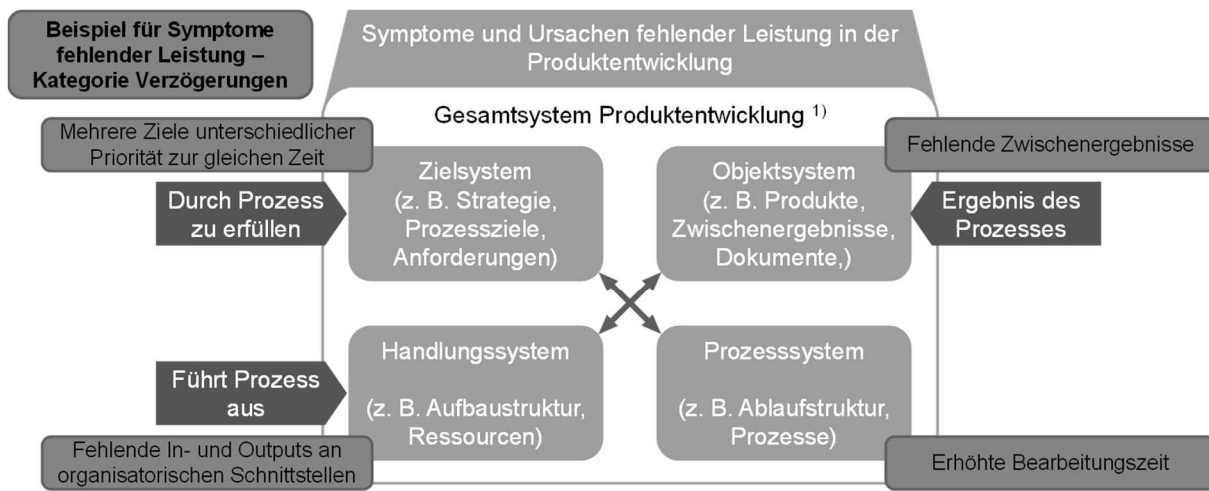 Beispiel für Symptome
fehlender Leistung –
Kategorie Verzögerungen
Symptome und Ursachen fehlender Leistung in der
Produktentwicklung
Gesamtsystem Produktentwicklung 1)
Mehrere Ziele unterschiedlicher
Priorität zur gleichen Zeit
Fehlende Zwischenergebnisse
Durch Prozess
zu erfüllen
Zielsystem
(z. B. Strategie,
Prozessziele,
Anforderungen)
Objektsystem
(z. B. Produkte,
Zwischenergebnisse,
Dokumente,)
Ergebnis des
Prozesses
Führt Prozess
aus
Handlungssystem
(z. B. Aufbaustruktur,
Ressourcen)
Prozesssystem
(z. B. Ablaufstruktur,
Prozesse)
Fehlende In- und Outputs an
organisatorischen Schnittstellen
Erhöhte Bearbeitungszeit